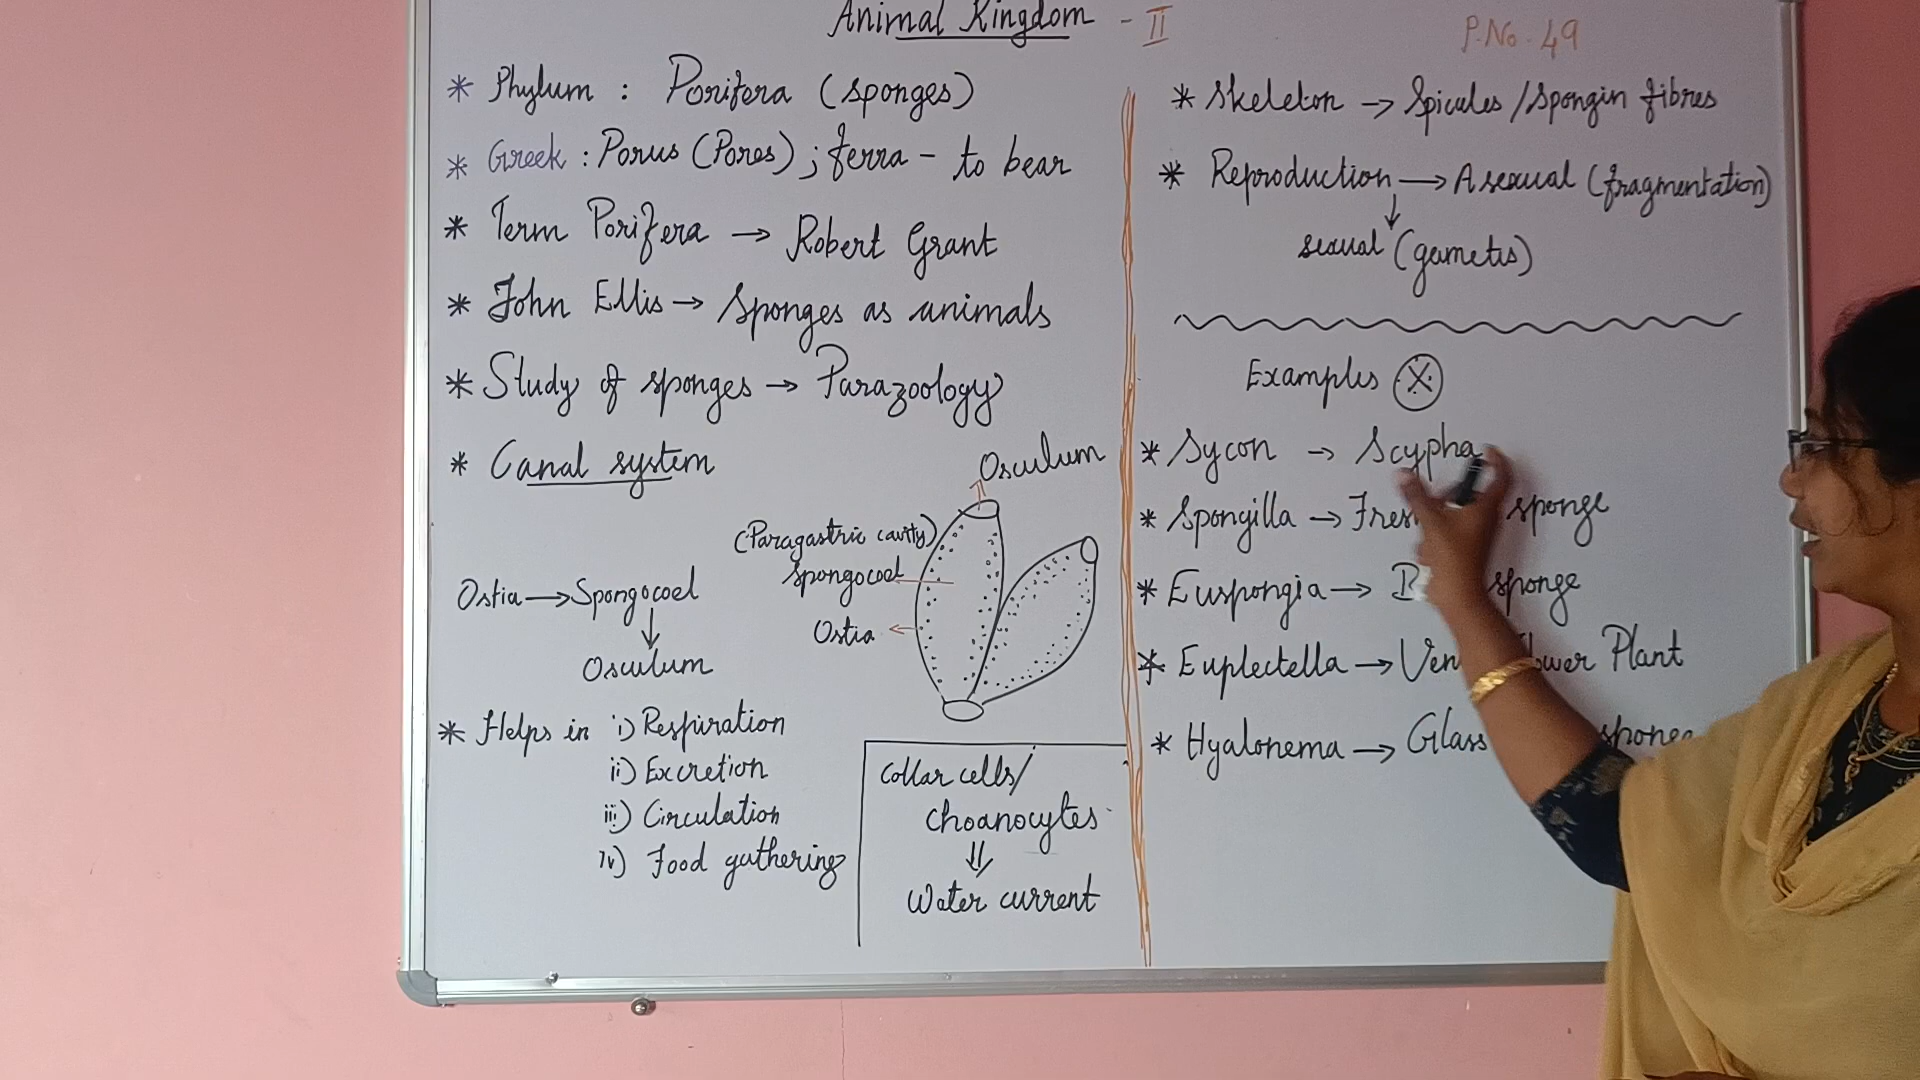 Animal Kingdom - II
P.No. 49
* Phylum : Porifera (sponges)
* Greek : Porus (Pores) ; ferra - to bear
* Term Porifera → Robert Grant
* John Ellis → Sponges as animals
* Study of sponges → Parazoology
* Canal system
Osculum
(Paragastric cavity)
Spongocoel
Ostia
Ostia → Spongocoel
↓
Osculum
* Helps in i) Respiration
ii) Excretion
iii) Circulation
iv) Food gathering
Collar cells/
Choanocytes
⇓
Water current
* Skeleton → Spicules / Spongin fibres
* Reproduction → Asexual (fragmentation)
↓
sexual (gametes)
Examples
* Sycon → Scypha
* Spongilla → sponge
* Euspongia → sponge
* Euplectella → Plant
* Hyalonema → Glass sponge